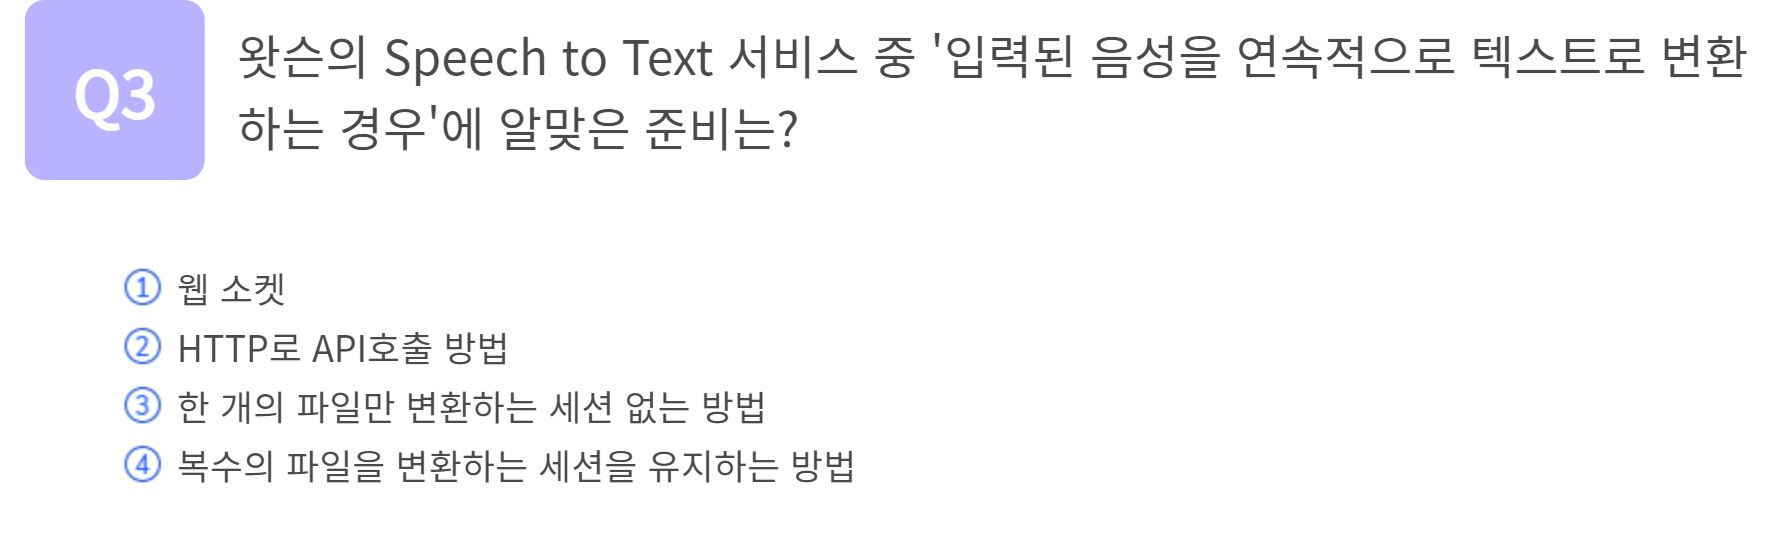 Q3
왓슨의 Speech to Text 서비스 중 '입력된 음성을 연속적으로 텍스트로 변환
하는 경우'에 알맞은 준비는?
① 웹 소켓
② HTTP로 API호출 방법
③ 한 개의 파일만 변환하는 세션 없는 방법
④ 복수의 파일을 변환하는 세션을 유지하는 방법